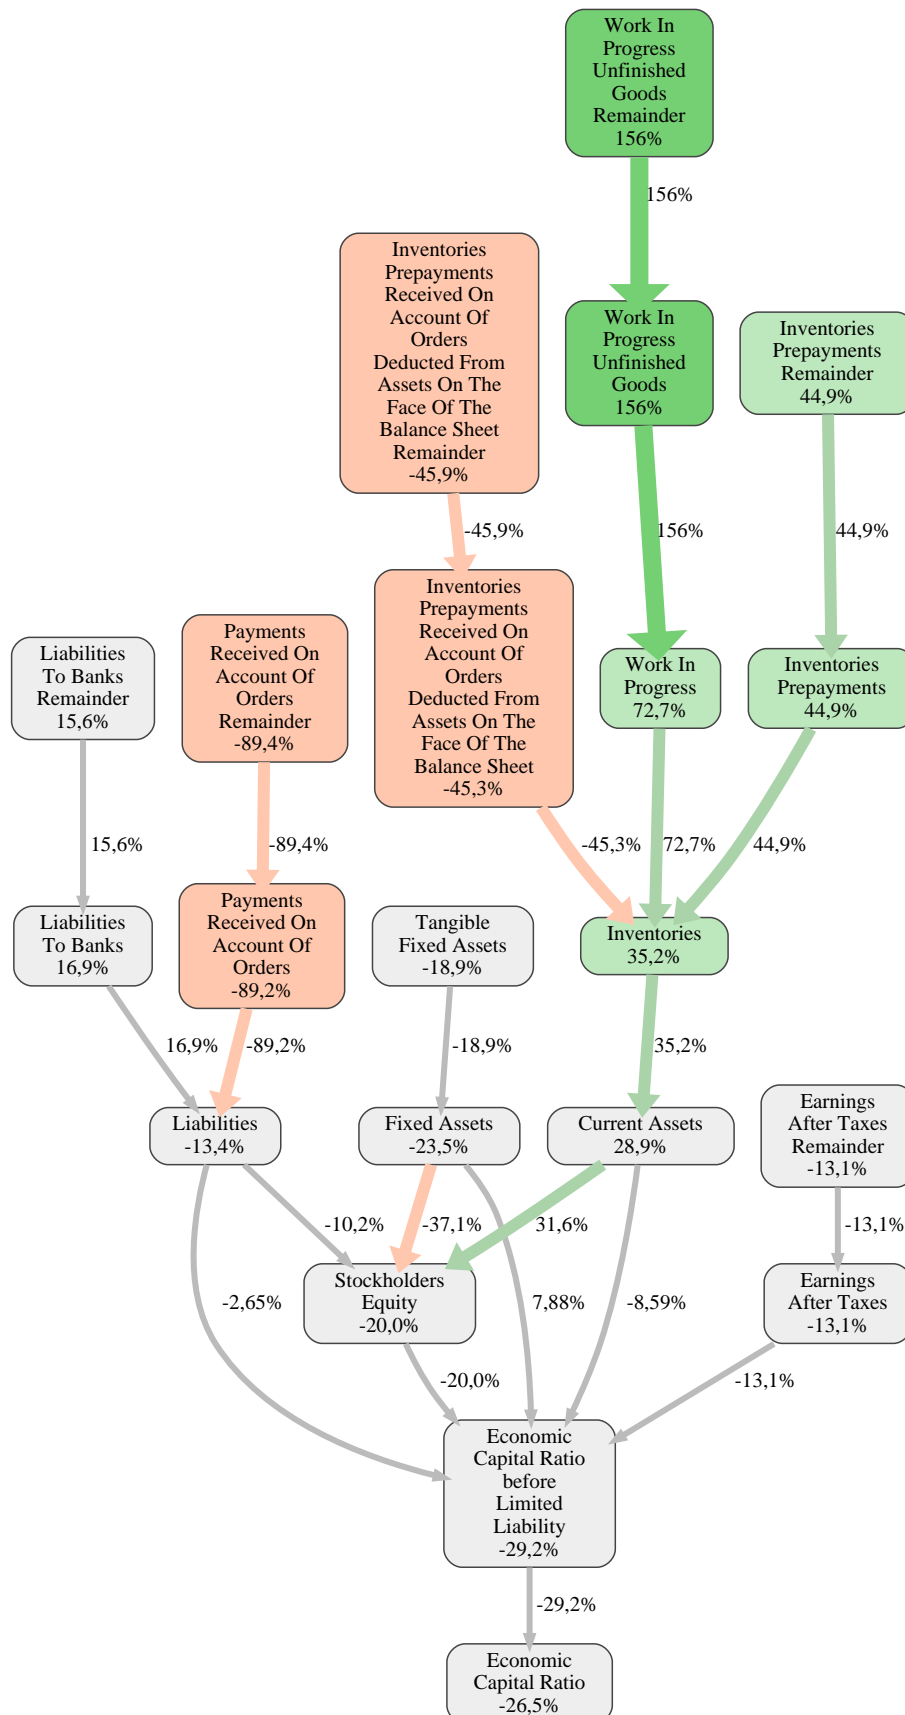 Work In
Progress
Unfinished
Goods
Remainder
156%
156%
Inventories
Prepayments
Received On
Account Of
Orders
Deducted From
Assets On The
Face Of The
Balance Sheet
Remainder
-45,9%
Work In
Progress
Unfinished
Goods
156%
Inventories
Prepayments
Remainder
44,9%
-45,9%
156%
44,9%
Liabilities
To Banks
Remainder
15,6%
Payments
Received On
Account Of
Orders
Remainder
-89,4%
Inventories
Prepayments
Received On
Account Of
Orders
Deducted From
Assets On The
Face Of The
Balance Sheet
-45,3%
Work In
Progress
72,7%
Inventories
Prepayments
44,9%
15,6%
-89,4%
-45,3%
72,7%
44,9%
Liabilities
To Banks
16,9%
Payments
Received On
Account Of
Orders
-89,2%
Tangible
Fixed Assets
-18,9%
Inventories
35,2%
16,9%
-89,2%
-18,9%
35,2%
Liabilities
-13,4%
Fixed Assets
-23,5%
Current Assets
28,9%
Earnings
After Taxes
Remainder
-13,1%
-10,2%
-37,1%
31,6%
-13,1%
Stockholders
Equity
-20,0%
Earnings
After Taxes
-13,1%
-2,65%
7,88%
-8,59%
-20,0%
-13,1%
Economic
Capital Ratio
before
Limited
Liability
-29,2%
-29,2%
Economic
Capital Ratio
-26,5%